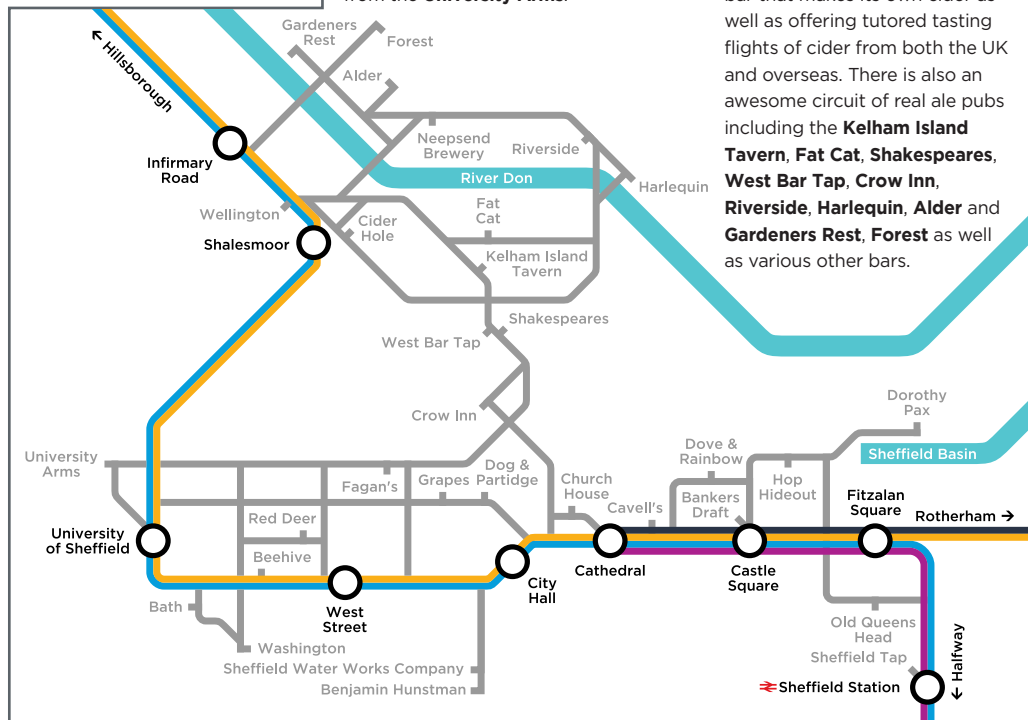 from the University Arms.
bar that makes its own cider as
well as offering tutored tasting
flights of cider from both the UK
and overseas. There is also an
awesome circuit of real ale pubs
including the Kelham Island
Tavern, Fat Cat, Shakespeares,
West Bar Tap, Crow Inn,
Riverside, Harlequin, Alder and
Gardeners Rest, Forest as well
as various other bars.
← Hillsborough
Gardeners
Rest
Forest
Alder
Infirmary
Road
Neepsend
Brewery
Riverside
River Don
Harlequin
Wellington
Cider
Hole
Fat
Cat
Shalesmoor
Kelham Island
Tavern
Shakespeares
West Bar Tap
Crow Inn
Dorothy
Pax
University
Arms
Fagan's
Grapes
Dog &
Partidge
Church
House
Dove &
Rainbow
Sheffield Basin
Cavell's
Bankers
Draft
Hop
Hideout
Fitzalan
Square
Rotherham →
University
of Sheffield
Red Deer
Beehive
City
Hall
Cathedral
Castle
Square
Bath
West
Street
Washington
Old Queens
Head
Sheffield Water Works Company
Sheffield Tap
Benjamin Hunstman
Sheffield Station
← Halfway